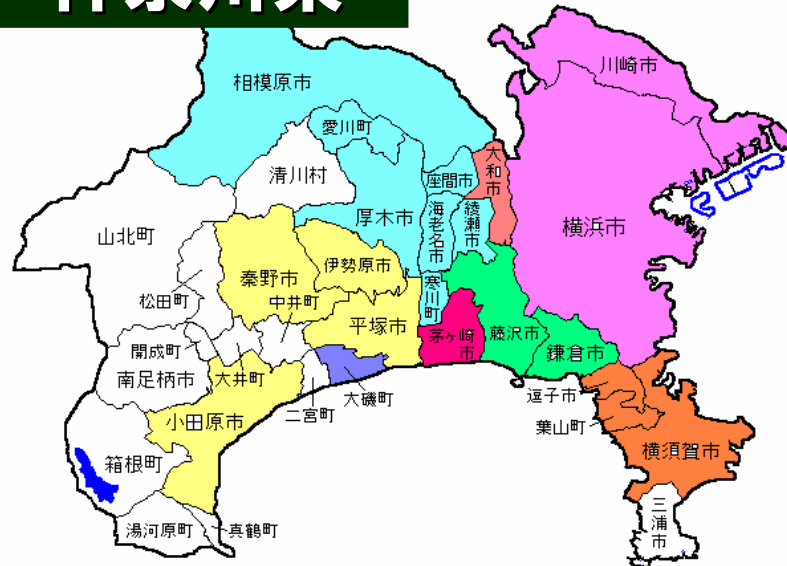 神奈川県
川崎市
相模原市
愛川町
大和市
清川村
座間市
厚木市
海老名市
綾瀬市
横浜市
山北町
伊勢原市
秦野市
寒川町
松田町
中井町
平塚市
茅ヶ崎市
藤沢市
開成町
鎌倉市
南足柄市
大井町
大磯町
逗子市
二宮町
小田原市
葉山町
横須賀市
箱根町
三浦市
湯河原町
真鶴町